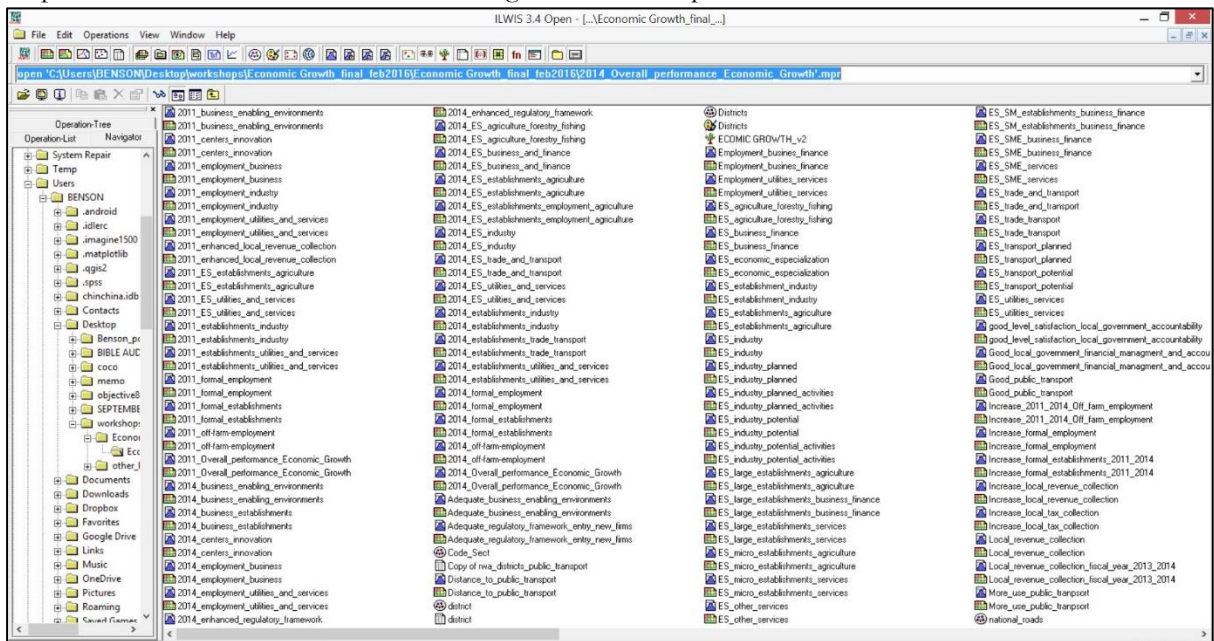 ILWIS 3.4 Open - [...\Economic Growth_final_...]
File Edit Operations View Window Help
open 'C:\Users\BENSON\Desktop\workshops\Economic Growth_final_feb2016\Economic Growth_final_feb2016\2014_Overall_performance_Economic_Growth'.mpr
Operation-Tree
Operation-List Navigator
System Repair
Temp
Users
BENSON
.android
.idlerc
.imagine1500
.matplotlib
.qgis2
.spss
chinchina.idb
Contacts
Desktop
Benson_po
BIBLE AUD
coco
memo
objective8
SEPTEMBE
workshops
Econor
Ecc
other_l
Documents
Downloads
Dropbox
Favorites
Google Drive
Links
Music
OneDrive
Pictures
Roaming
Saved Games
2011_business_enabling_environments
2011_business_enabling_environments
2011_centers_innovation
2011_centers_innovation
2011_employment_business
2011_employment_business
2011_employment_industry
2011_employment_industry
2011_employment_utilities_and_services
2011_employment_utilities_and_services
2011_enhanced_local_revenue_collection
2011_enhanced_local_revenue_collection
2011_ES_establishments_agriculture
2011_ES_establishments_agriculture
2011_ES_utilities_and_services
2011_ES_utilities_and_services
2011_establishments_industry
2011_establishments_industry
2011_establishments_utilities_and_services
2011_establishments_utilities_and_services
2011_formal_employment
2011_formal_employment
2011_formal_establishments
2011_formal_establishments
2011_off-farm-employment
2011_off-farm-employment
2011_Overall_performance_Economic_Growth
2011_Overall_performance_Economic_Growth
2014_business_enabling_environments
2014_business_enabling_environments
2014_business_establishments
2014_business_establishments
2014_centers_innovation
2014_centers_innovation
2014_employment_business
2014_employment_business
2014_employment_utilities_and_services
2014_employment_utilities_and_services
2014_enhanced_regulatory_framework
2014_enhanced_regulatory_framework
2014_ES_agriculture_forestry_fishing
2014_ES_agriculture_forestry_fishing
2014_ES_business_and_finance
2014_ES_business_and_finance
2014_ES_establishments_agriculture
2014_ES_establishments_agriculture
2014_ES_establishments_employment_agriculture
2014_ES_establishments_employment_agriculture
2014_ES_industry
2014_ES_industry
2014_ES_trade_and_transport
2014_ES_trade_and_transport
2014_ES_utilities_and_services
2014_ES_utilities_and_services
2014_establishments_industry
2014_establishments_industry
2014_establishments_trade_transport
2014_establishments_trade_transport
2014_establishments_utilities_and_services
2014_establishments_utilities_and_services
2014_formal_employment
2014_formal_employment
2014_formal_establishments
2014_formal_establishments
2014_off-farm-employment
2014_off-farm-employment
2014_Overall_performance_Economic_Growth
2014_Overall_performance_Economic_Growth
Adequate_business_enabling_environments
Adequate_business_enabling_environments
Adequate_regulatory_framework_entry_new_firms
Adequate_regulatory_framework_entry_new_firms
Code_Sect
Copy of rwa_districts_public_transport
Distance_to_public_transport
Distance_to_public_transport
district
district
Districts
Districts
ECOMIC GROWTH_v2
Employment_busines_finance
Employment_busines_finance
Employment_utilities_services
Employment_utilities_services
ES_agriculture_forestry_fishing
ES_agriculture_forestry_fishing
ES_business_finance
ES_business_finance
ES_economic_especialization
ES_economic_especialization
ES_establishment_industry
ES_establishment_industry
ES_establishments_agriculture
ES_establishments_agriculture
ES_industry
ES_industry
ES_industry_planned
ES_industry_planned
ES_industry_planned_activities
ES_industry_planned_activities
ES_industry_potential
ES_industry_potential
ES_industry_potential_activities
ES_industry_potential_activities
ES_large_establishments_agriculture
ES_large_establishments_agriculture
ES_large_establishments_business_finance
ES_large_establishments_business_finance
ES_large_establishments_services
ES_large_establishments_services
ES_micro_establishments_agriculture
ES_micro_establishments_agriculture
ES_micro_establishments_services
ES_micro_establishments_services
ES_other_services
ES_other_services
ES_SM_establishments_business_finance
ES_SM_establishments_business_finance
ES_SME_business_finance
ES_SME_business_finance
ES_SME_services
ES_SME_services
ES_trade_and_transport
ES_trade_and_transport
ES_trade_transport
ES_trade_transport
ES_transport_planned
ES_transport_planned
ES_transport_potential
ES_transport_potential
ES_utilities_services
ES_utilities_services
good_level_satisfaction_local_government_accountability
good_level_satisfaction_local_government_accountability
Good_local_government_financial_managment_and_accou
Good_local_government_financial_managment_and_accou
Good_public_transport
Good_public_transport
Increase_2011_2014_Off_farm_employment
Increase_2011_2014_Off_farm_employment
Increase_formal_employment
Increase_formal_employment
Increase_formal_establishments_2011_2014
Increase_formal_establishments_2011_2014
Increase_local_revenue_collection
Increase_local_revenue_collection
Increase_local_tax_collection
Increase_local_tax_collection
Local_revenue_collection
Local_revenue_collection
Local_revenue_collection_fiscal_year_2013_2014
Local_revenue_collection_fiscal_year_2013_2014
More_use_public_tranpsort
More_use_public_tranpsort
national_roads